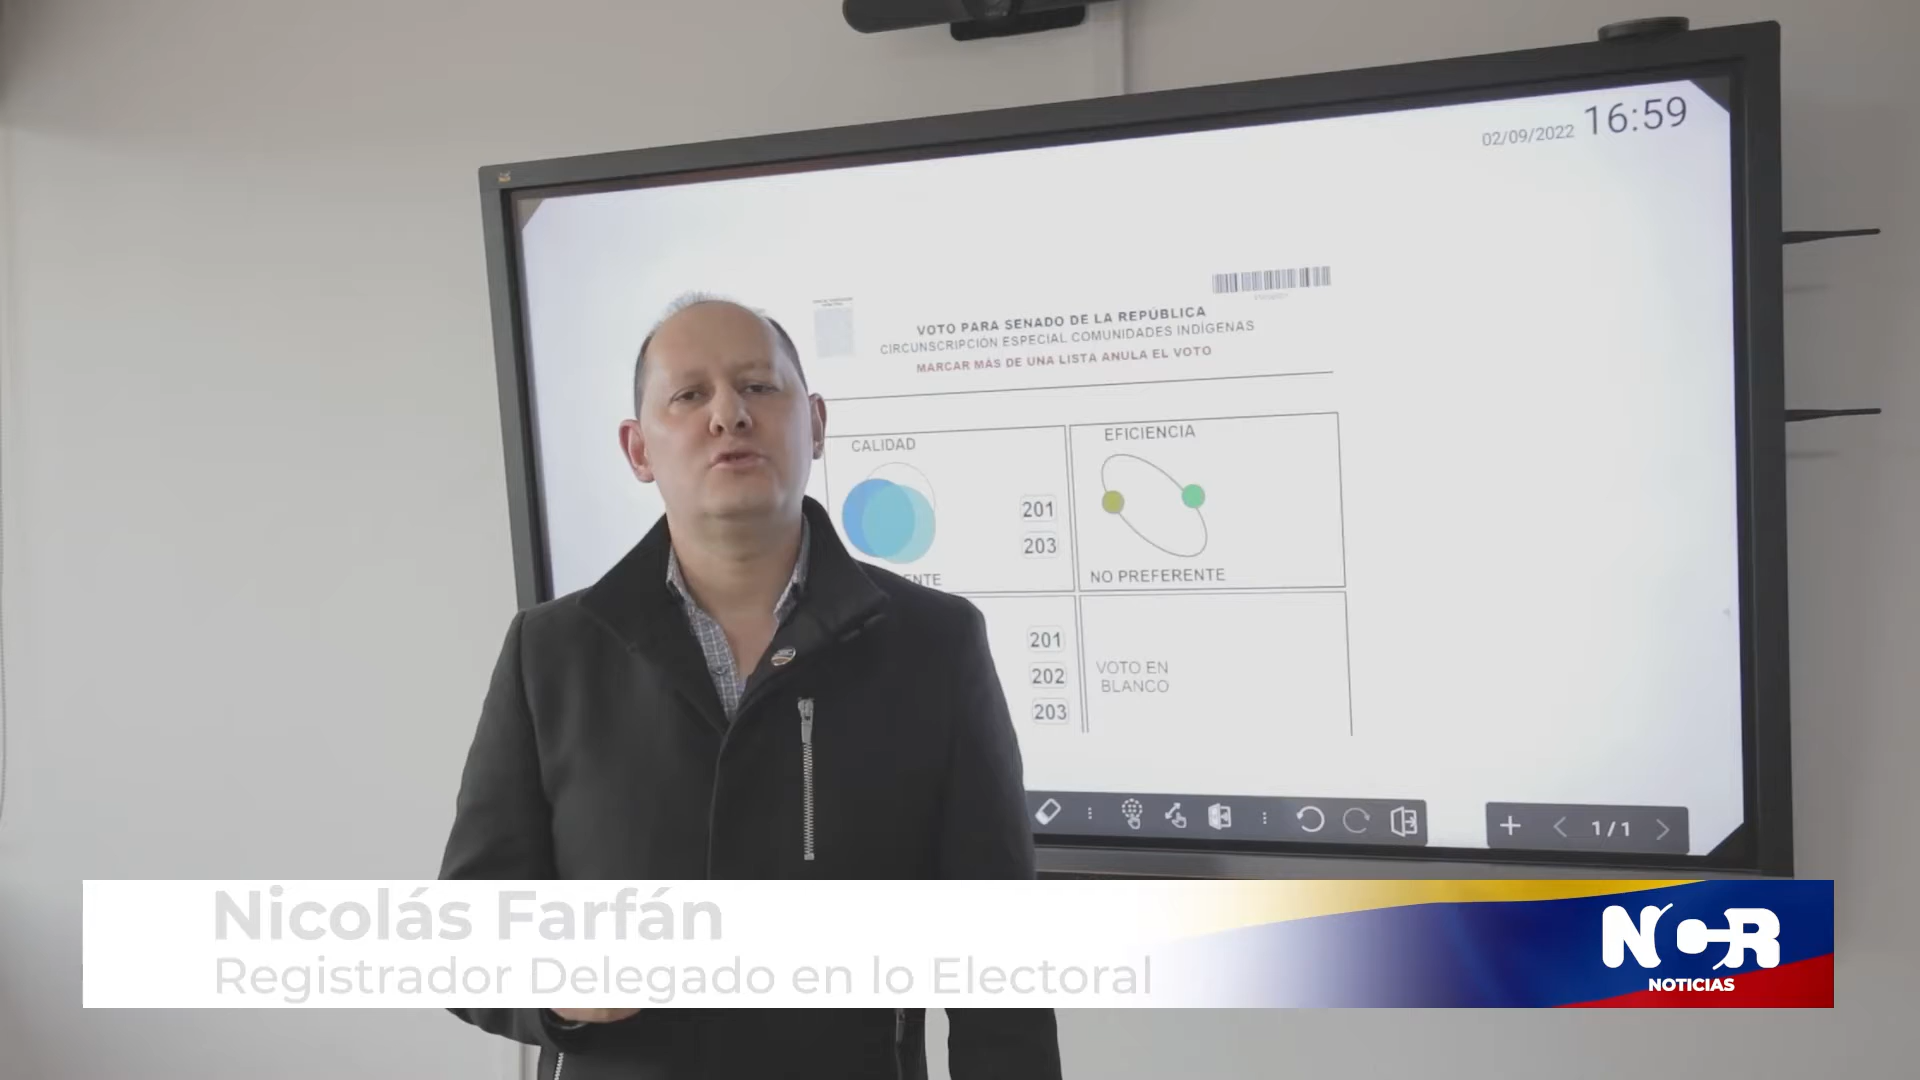 02/09/2022 16:59
VOTO PARA SENADO DE LA REPÚBLICA
CIRCUNSCRIPCIÓN ESPECIAL COMUNIDADES INDÍGENAS
MARCAR MÁS DE UNA LISTA ANULA EL VOTO
CALIDAD
201
203
EFICIENCIA
NO PREFERENTE
201
202
203
VOTO EN
BLANCO
1/1
Nicolás Farfán
Registrador Delegado en lo Electoral
NCR
NOTICIAS